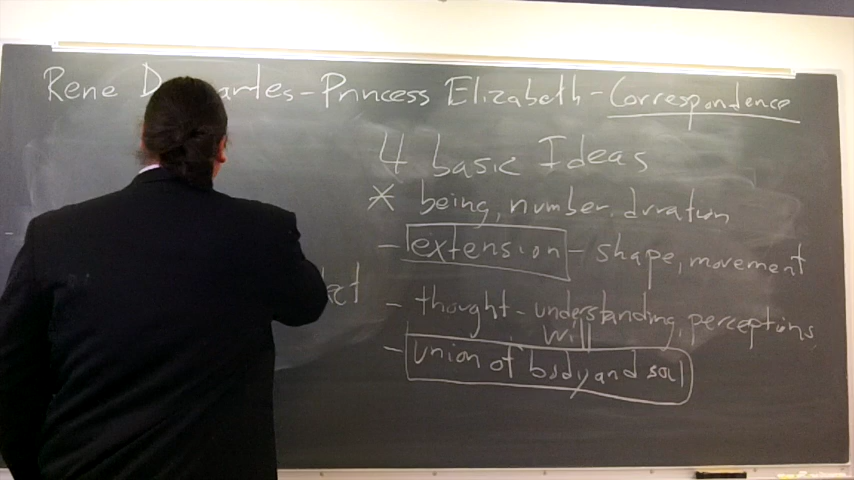 Rene D artes - Princess Elizabeth - Correspondence
4 basic Ideas
* being, number, duration
- extension - shape, movement
- thought - understanding, perceptions,
will
- union of body and soul